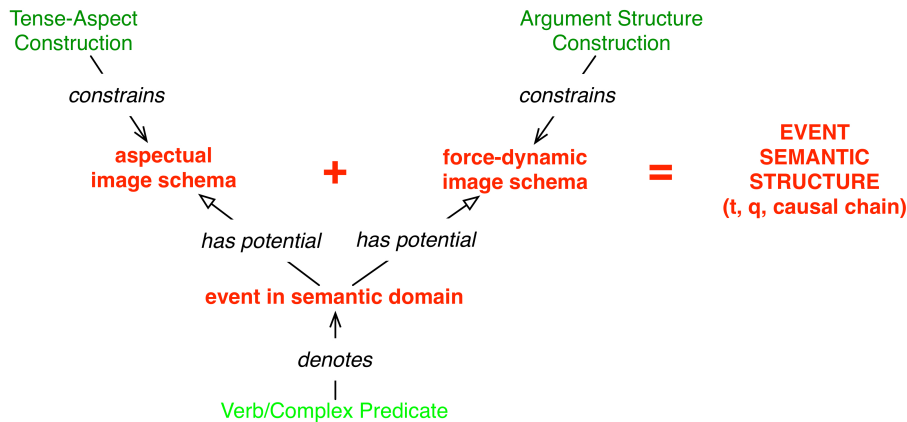 Tense-Aspect
Construction
Argument Structure
Construction
constrains
constrains
aspectual
image schema
+
force-dynamic
image schema
=
EVENT
SEMANTIC
STRUCTURE
(t, q, causal chain)
has potential
has potential
event in semantic domain
denotes
Verb/Complex Predicate